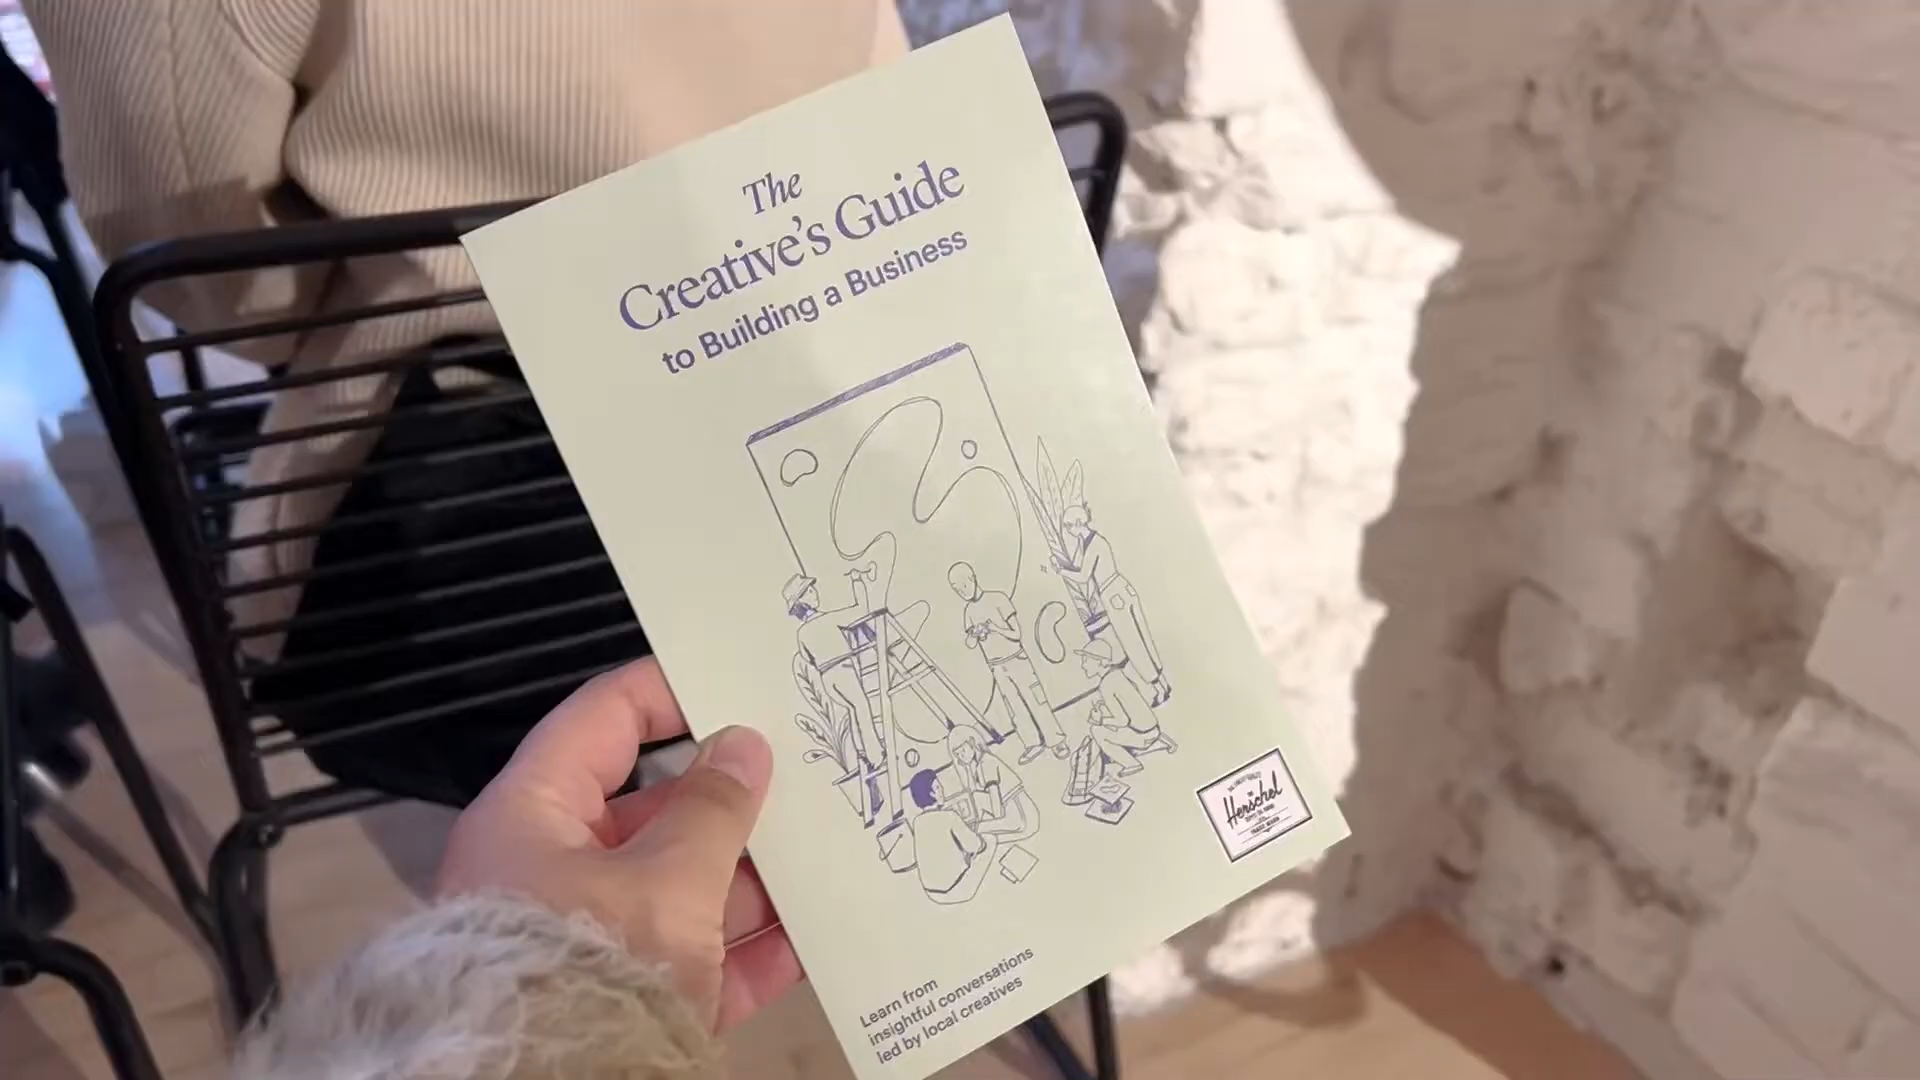 The
Creative's Guide
to Building a Business
Herschel
Learn from
insightful conversations
led by local creatives